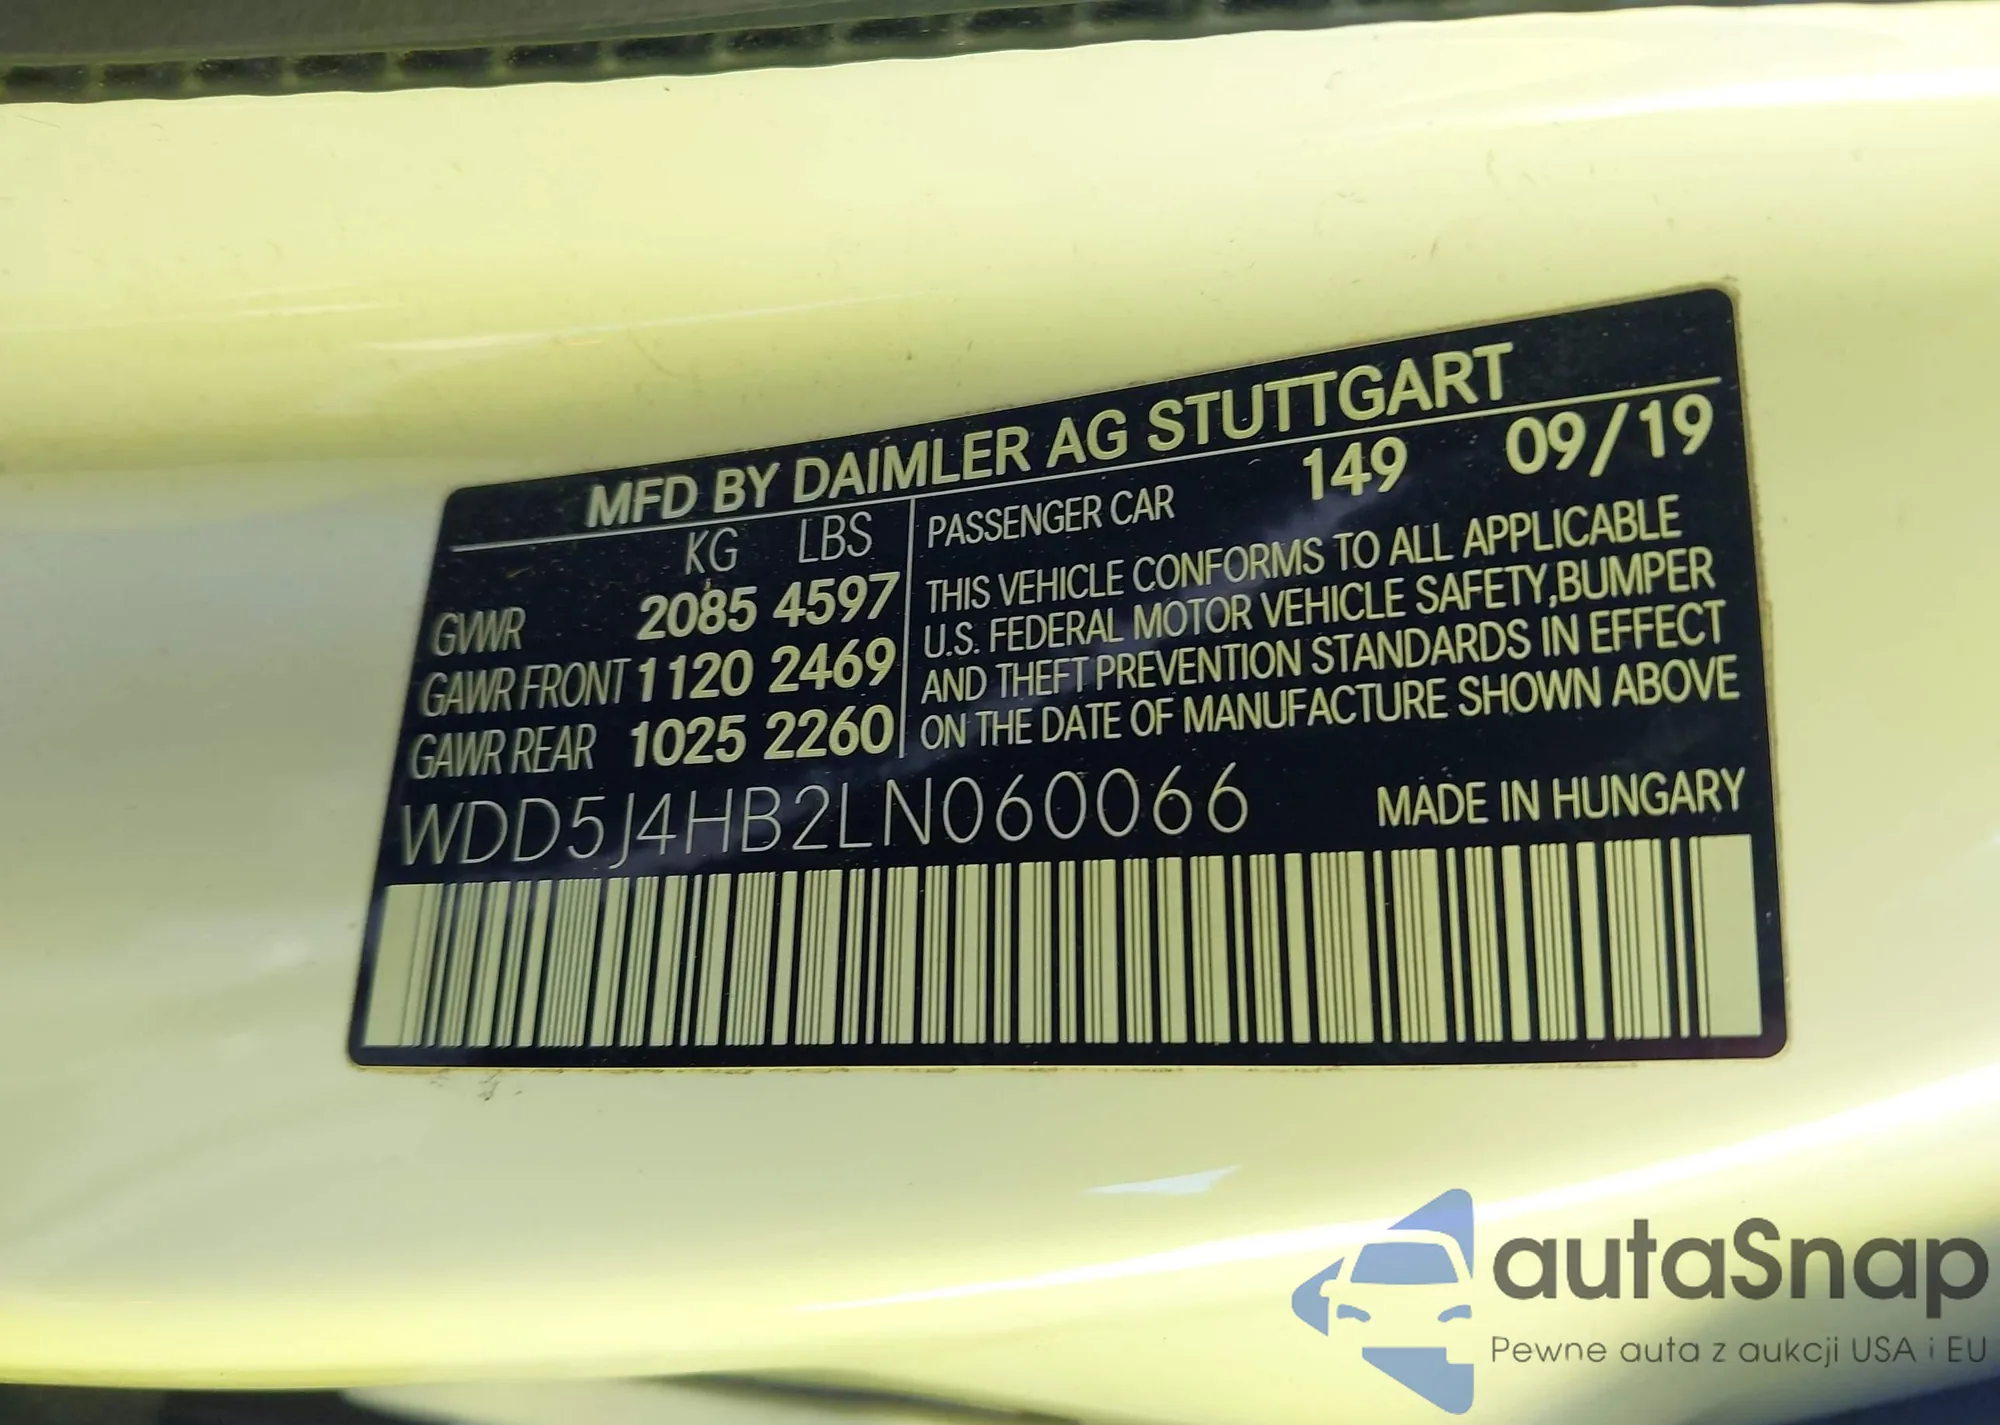 MFD BY DAIMLER AG STUTTGART
KG LBS
GVWR 2085 4597
GAWR FRONT 1120 2469
GAWR REAR 1025 2260
PASSENGER CAR 149 09/19
THIS VEHICLE CONFORMS TO ALL APPLICABLE
U.S. FEDERAL MOTOR VEHICLE SAFETY,BUMPER
AND THEFT PREVENTION STANDARDS IN EFFECT
ON THE DATE OF MANUFACTURE SHOWN ABOVE
WDD5J4HB2LN060066 MADE IN HUNGARY
autaSnap
Pewne auta z aukcji USA i EU